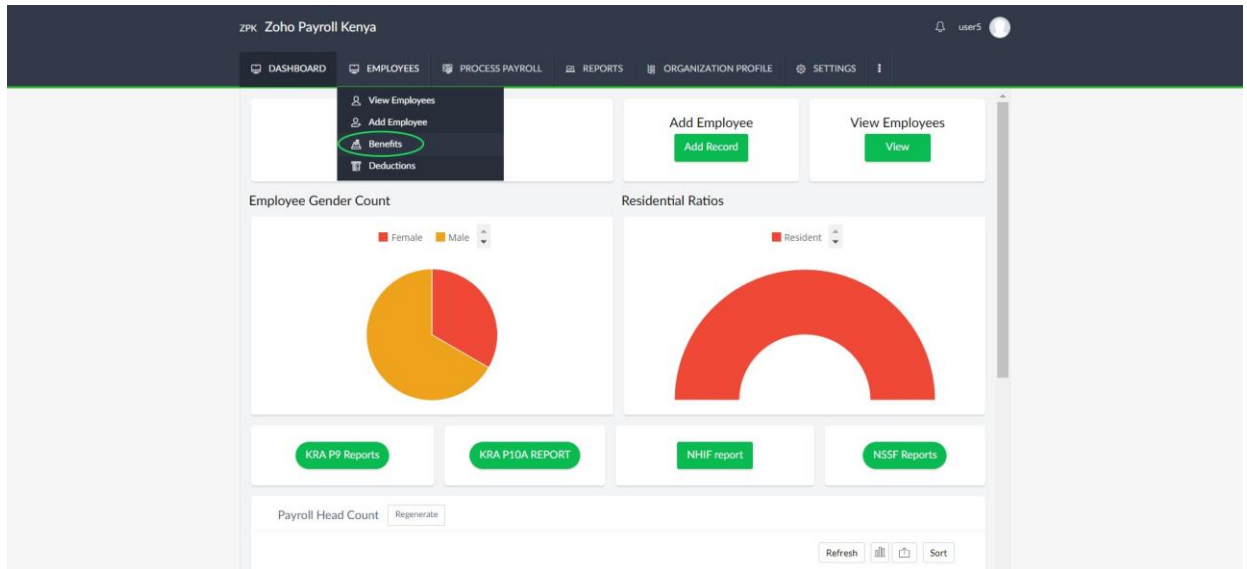 ZPK Zoho Payroll Kenya
user5
DASHBOARD EMPLOYEES PROCESS PAYROLL REPORTS ORGANIZATION PROFILE SETTINGS
View Employees
Add Employee
Benefits
Deductions
Add Employee
Add Record
View Employees
View
Employee Gender Count
Residential Ratios
Female Male
Resident
KRA P9 Reports
KRA P10A REPORT
NHIF report
NSSF Reports
Payroll Head Count Regenerate
Refresh Sort